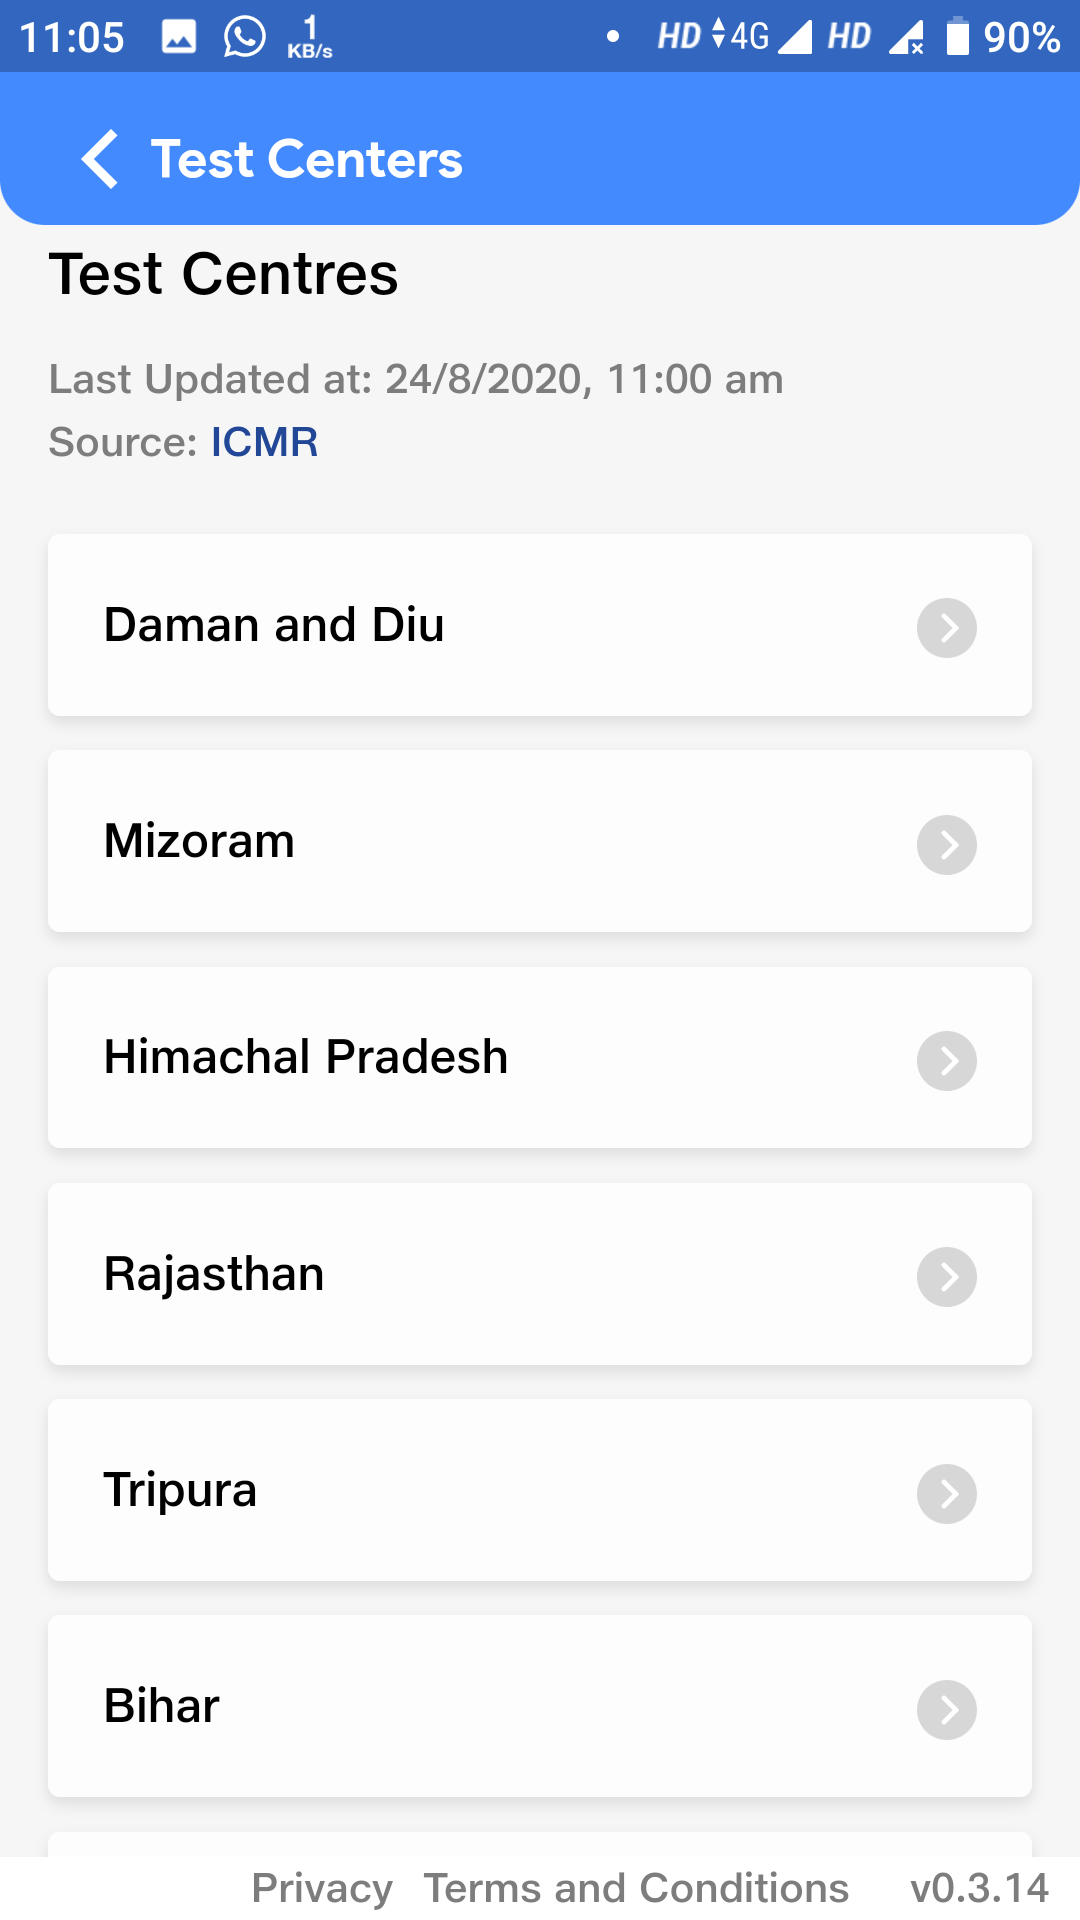 11:05 1 KB/s HD 4G HD 90%
Test Centers
Test Centres
Last Updated at: 24/8/2020, 11:00 am
Source: ICMR
Daman and Diu
Mizoram
Himachal Pradesh
Rajasthan
Tripura
Bihar
Privacy Terms and Conditions v0.3.14